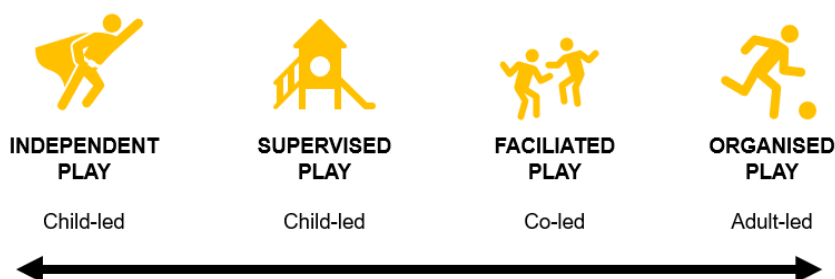 INDEPENDENT
PLAY
Child-led
SUPERVISED
PLAY
Child-led
FACILIATED
PLAY
Co-led
ORGANISED
PLAY
Adult-led